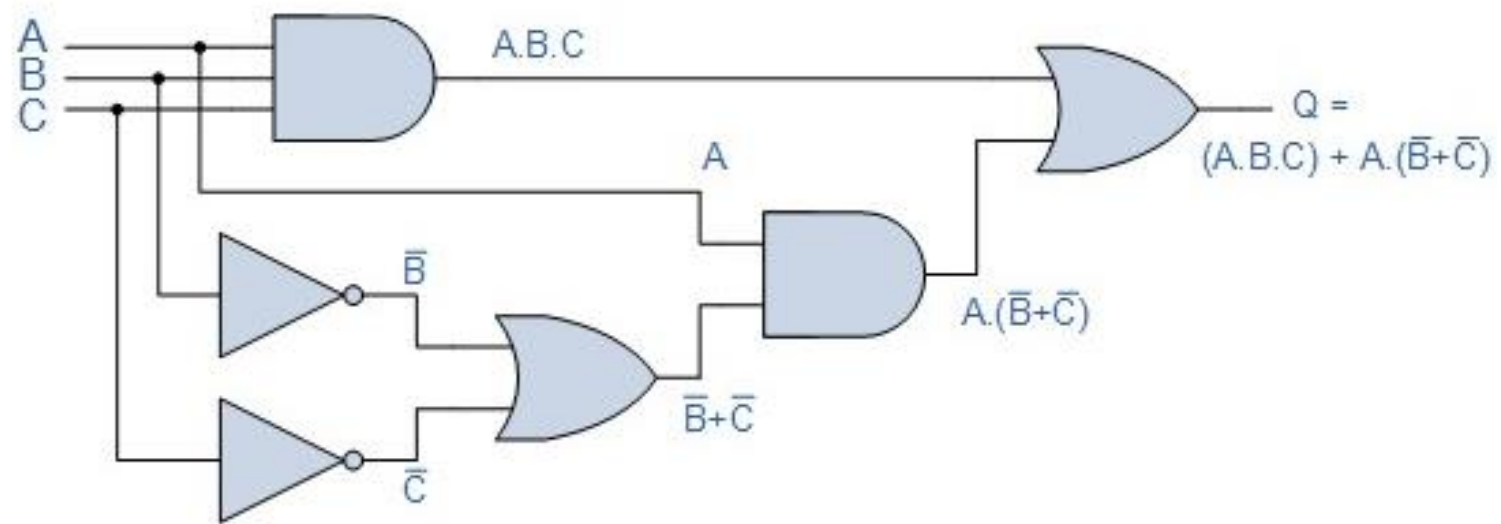 A
B
C
A.B.C
Q =
(A.B.C) + A.(B̅+C̅)
A
B̅
A.(B̅+C̅)
B̅+C̅
C̅